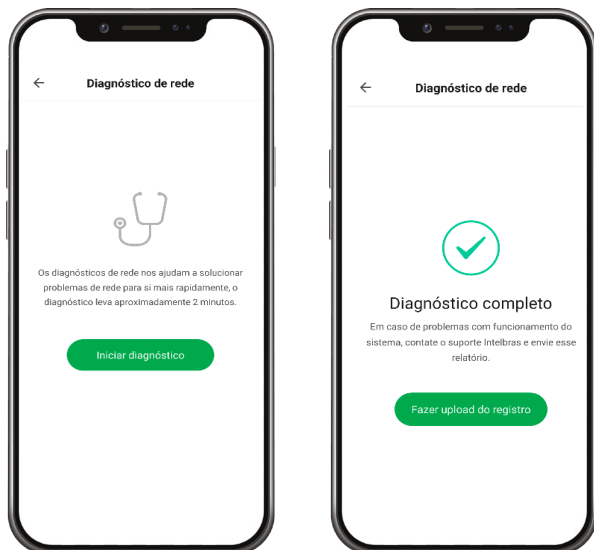 Diagnóstico de rede
Os diagnósticos de rede nos ajudam a solucionar
problemas de rede para si mais rapidamente, o
diagnóstico leva aproximadamente 2 minutos.
Iniciar diagnóstico
Diagnóstico de rede
Diagnóstico completo
Em caso de problemas com funcionamento do
sistema, contate o suporte Intelbras e envie esse
relatório.
Fazer upload do registro